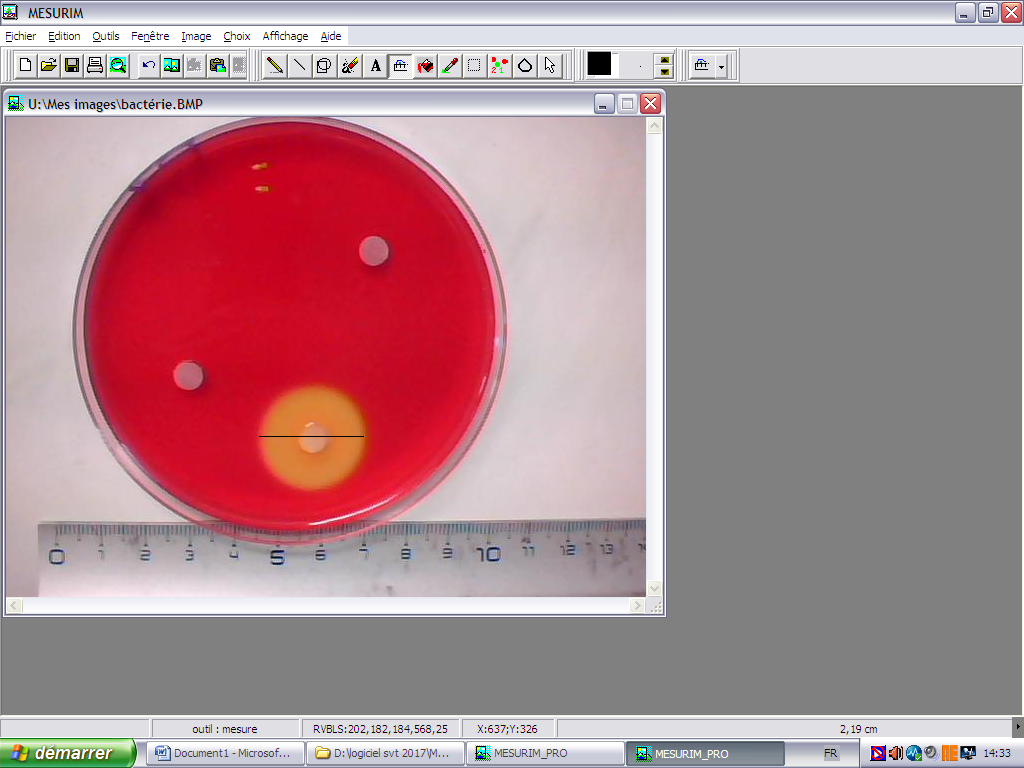 MESURIM
Fichier Edition Outils Fenêtre Image Choix Affichage Aide
A
U:\Mes images\bactérie.BMP
0 1 2 3 4 5 6 7 8 9 10 11 12 13
outil : mesure RVBLS:202,182,184,568,25 X:637;Y:326 2,19 cm
démarrer Document1 - Microsof... D:\logiciel svt 2017\M... MESURIM_PRO MESURIM_PRO FR 14:33